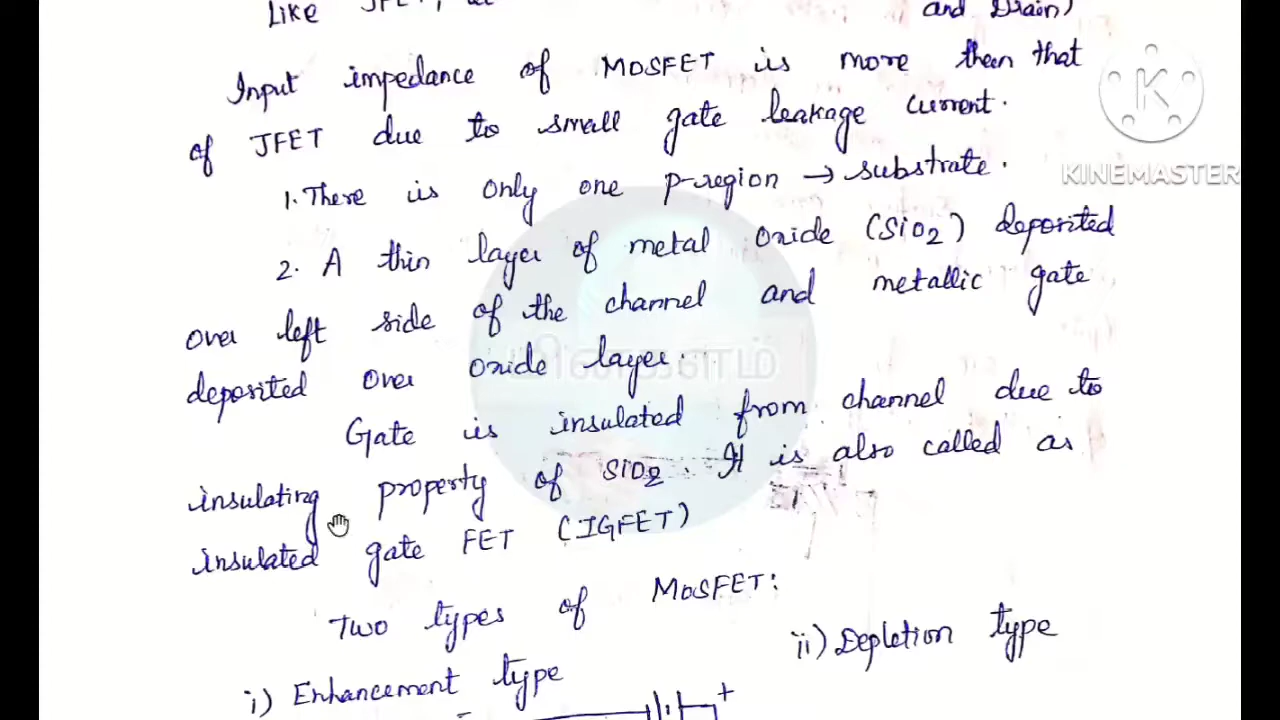 Like JFET,
and Drain)
Input impedance of MOSFET is more then that
of JFET due to small gate leakage current.
1. There is only one p-region → substrate.
2. A thin layer of metal oxide (SiO2) deposited
over left side of the channel and metallic gate
deposited over oxide layer.
Gate is insulated from channel due to
insulating property of SiO2. It is also called as
insulated gate FET (IGFET)
Two types of MOSFET:
i) Enhancement type
ii) Depletion type
+
K
KINEMASTER